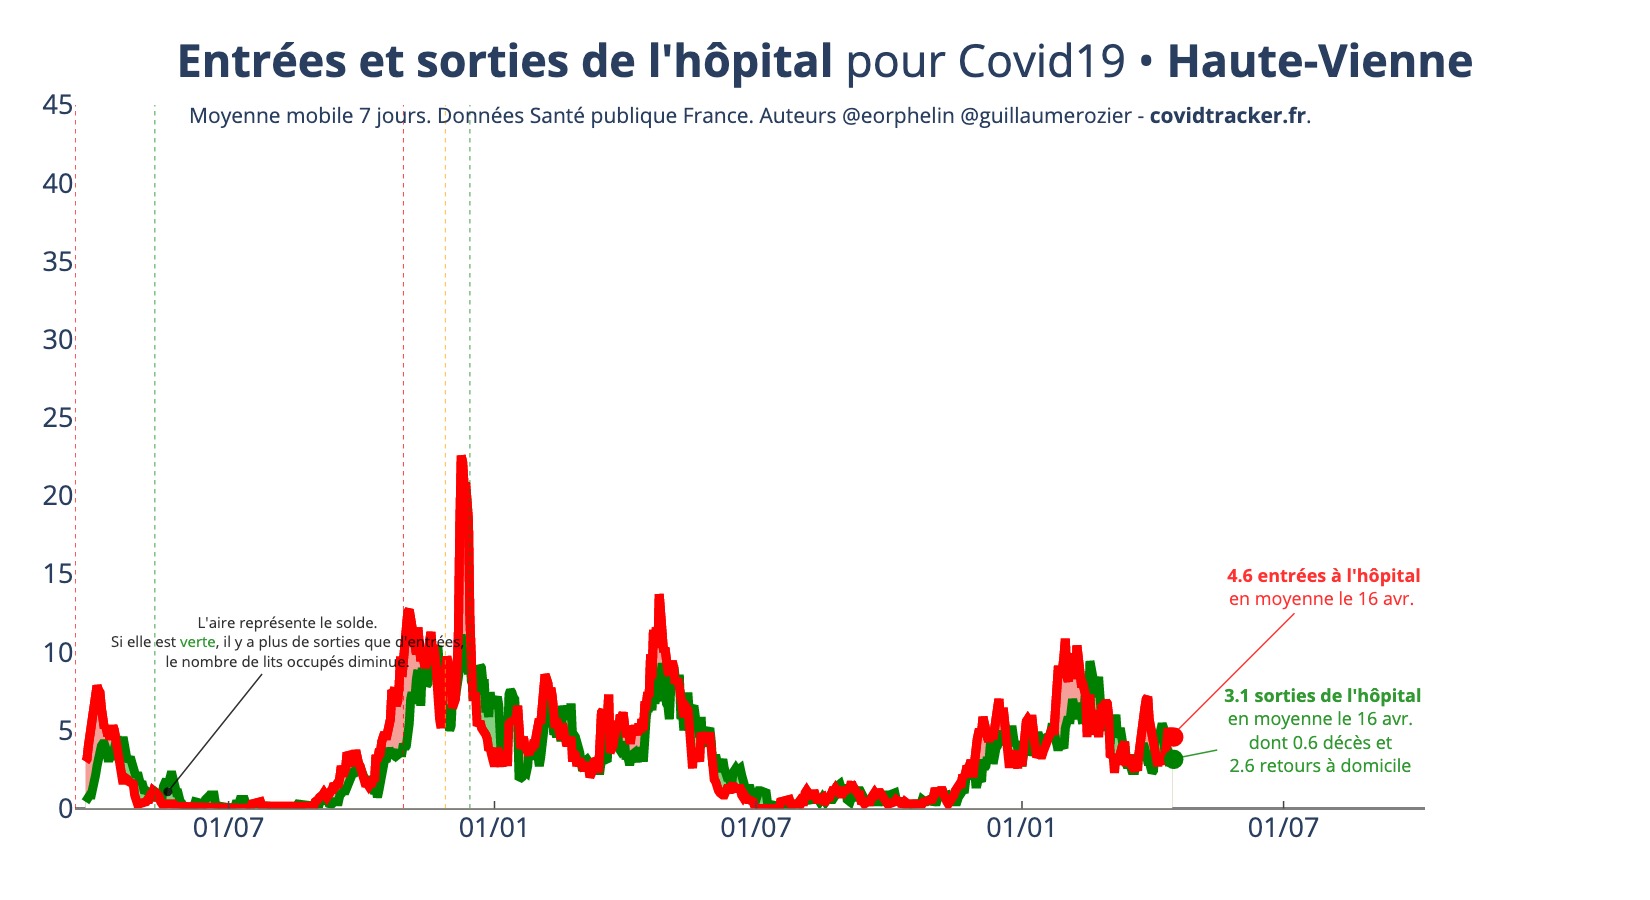 Entrées et sorties de l'hôpital pour Covid19 • Haute-Vienne
Moyenne mobile 7 jours. Données Santé publique France. Auteurs @eorphelin @guillaumerozier - covidtracker.fr.
45
40
35
30
25
20
15
10
5
0
L'aire représente le solde.
Si elle est verte, il y a plus de sorties que d'entrées,
le nombre de lits occupés diminue.
4.6 entrées à l'hôpital
en moyenne le 16 avr.
3.1 sorties de l'hôpital
en moyenne le 16 avr.
dont 0.6 décès et
2.6 retours à domicile
01/07
01/01
01/07
01/01
01/07